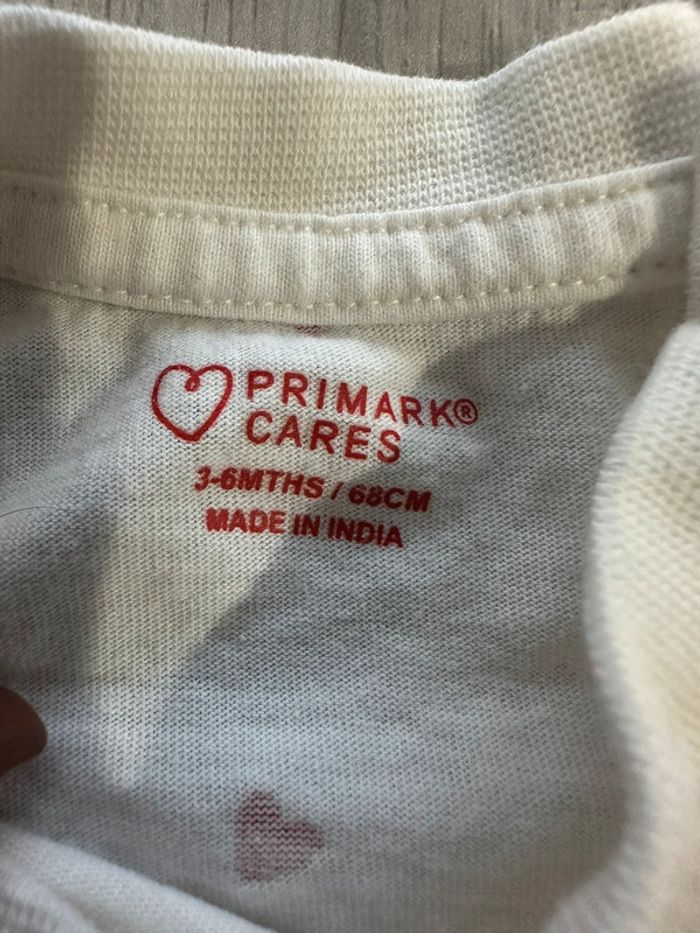 PRIMARK®
CARES
3-6MTHS / 68CM
MADE IN INDIA